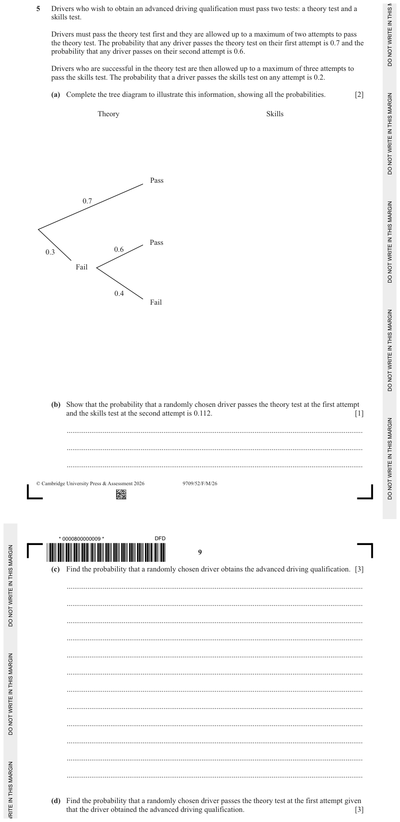 5 Drivers who wish to obtain an advanced driving qualification must pass two tests: a theory test and a
skills test.
Drivers must pass the theory test first and they are allowed up to a maximum of two attempts to pass
the theory test. The probability that any driver passes the theory test on their first attempt is 0.7 and the
probability that any driver passes on their second attempt is 0.6.
Drivers who are successful in the theory test are then allowed up to a maximum of three attempts to
pass the skills test. The probability that a driver passes the skills test on any attempt is 0.2.
(a) Complete the tree diagram to illustrate this information, showing all the probabilities. [2]
Theory Skills
Pass
0.7
Pass
0.6
0.3
Fail
0.4
Fail
(b) Show that the probability that a randomly chosen driver passes the theory test at the first attempt
and the skills test at the second attempt is 0.112. [1]
© Cambridge University Press & Assessment 2026 9709/52/F/M/26
DO NOT WRITE IN THIS MARGIN
DO NOT WRITE IN THIS MARGIN
DO NOT WRITE IN THIS MARGIN
DO NOT WRITE IN THIS MARGIN
DO NOT WRITE IN THIS MARGIN
* 0000800000009 * DFD
9
(c) Find the probability that a randomly chosen driver obtains the advanced driving qualification. [3]
(d) Find the probability that a randomly chosen driver passes the theory test at the first attempt given
that the driver obtained the advanced driving qualification. [3]
DO NOT WRITE IN THIS MARGIN
DO NOT WRITE IN THIS MARGIN
WRITE IN THIS MARGIN